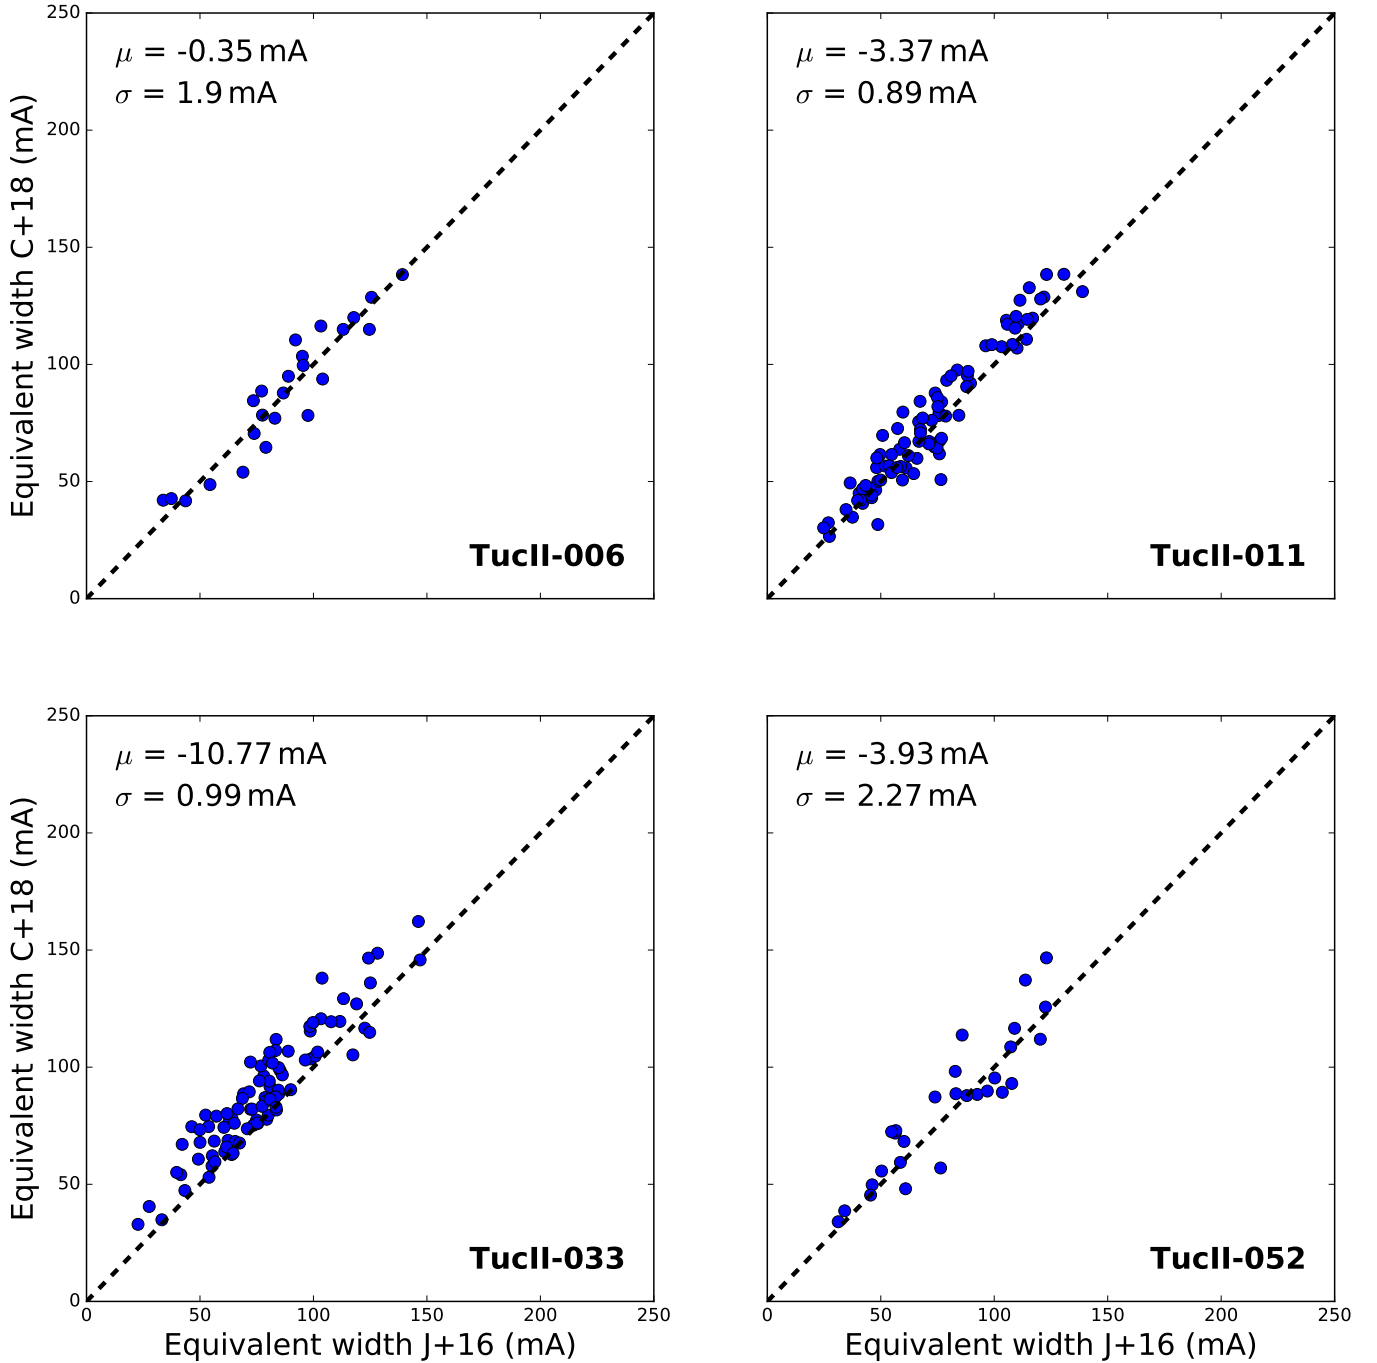 250
200
150
100
50
0
Equivalent width C+18 (mA)
μ = -0.35 mA
σ = 1.9 mA
TucII-006
μ = -3.37 mA
σ = 0.89 mA
TucII-011
250
200
150
100
50
0
Equivalent width C+18 (mA)
μ = -10.77 mA
σ = 0.99 mA
TucII-033
0 50 100 150 200 250
Equivalent width J+16 (mA)
μ = -3.93 mA
σ = 2.27 mA
TucII-052
0 50 100 150 200 250
Equivalent width J+16 (mA)